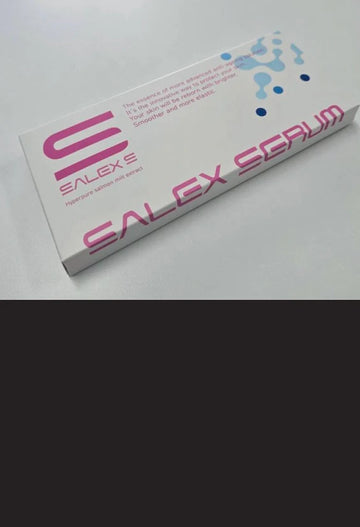 The essence of more advanced anti-aging
It's the innovative way to protect your skin.
Your skin will be reborn with brighter,
Smoother and more elastic.
SALEX S
Hyperpure salmon milt extract
SALEX SERUM